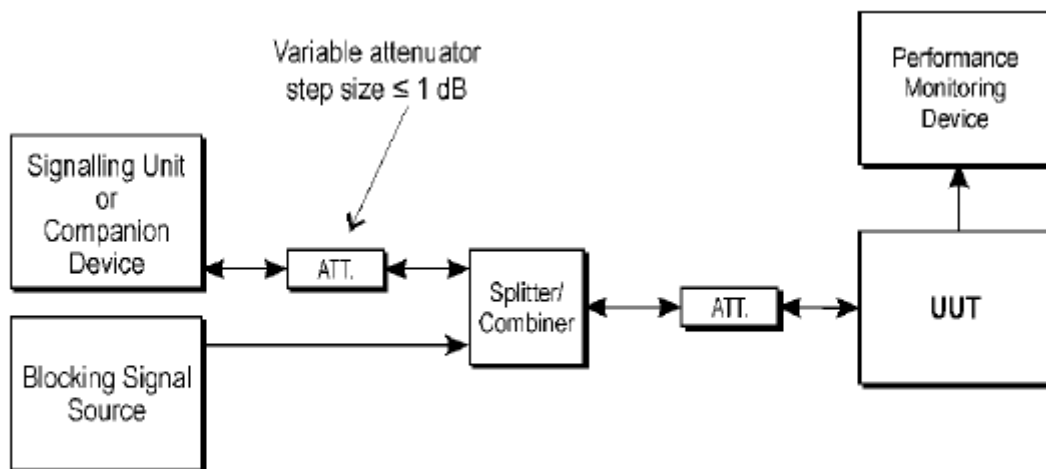 Variable attenuator
step size ≤ 1 dB
Performance
Monitoring
Device
Signalling Unit
or
Companion
Device
ATT.
Splitter/
Combiner
ATT.
UUT
Blocking Signal
Source